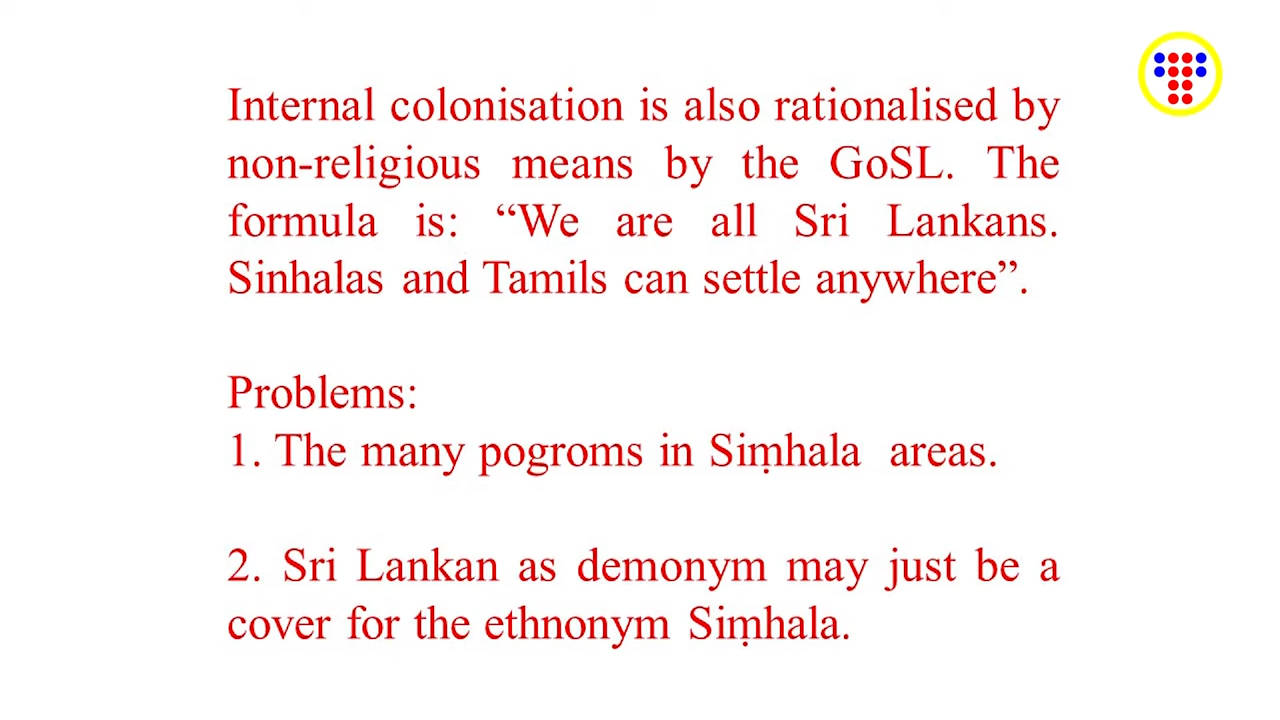 Internal colonisation is also rationalised by
non-religious means by the GoSL. The
formula is: “We are all Sri Lankans.
Sinhalas and Tamils can settle anywhere”.
Problems:
1. The many pogroms in Siṃhala areas.
2. Sri Lankan as demonym may just be a
cover for the ethnonym Siṃhala.